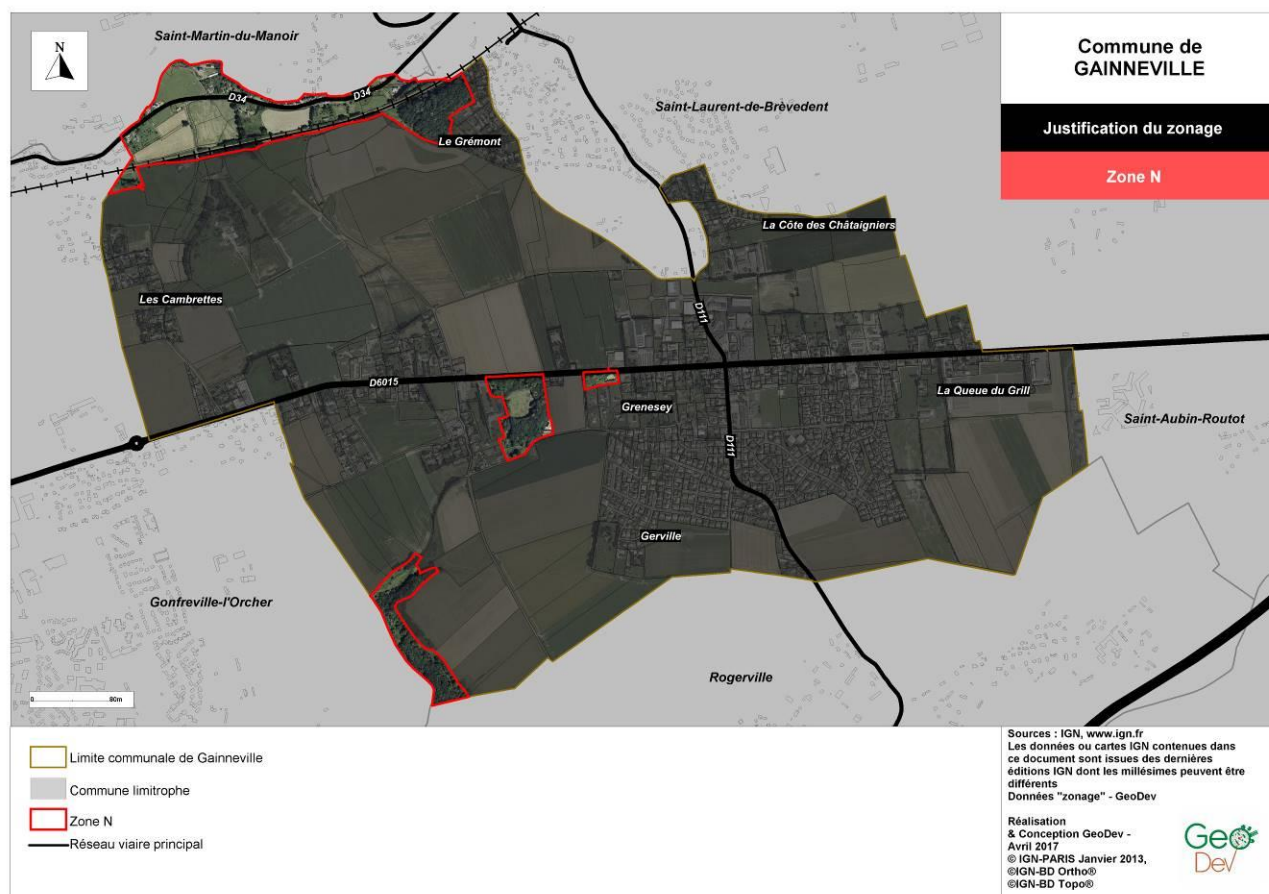 N
Saint-Martin-du-Manoir
D34
D34
Saint-Laurent-de-Brèvedent
Le Grémont
La Côte des Châtaigniers
Les Cambrettes
D111
D6015
Grenesey
La Queue du Grill
Saint-Aubin-Routot
D111
Gerville
Gonfreville-l'Orcher
Rogerville
0 80m
Commune de
GAINNEVILLE
Justification du zonage
Zone N
Limite communale de Gainneville
Commune limitrophe
Zone N
Réseau viaire principal
Sources : IGN, www.ign.fr
Les données ou cartes IGN contenues dans
ce document sont issues des dernières
éditions IGN dont les millésimes peuvent être
différents
Données "zonage" - GeoDev
Réalisation
& Conception GeoDev -
Avril 2017
© IGN-PARIS Janvier 2013,
©IGN-BD Ortho®
©IGN-BD Topo®
Geo
Dev